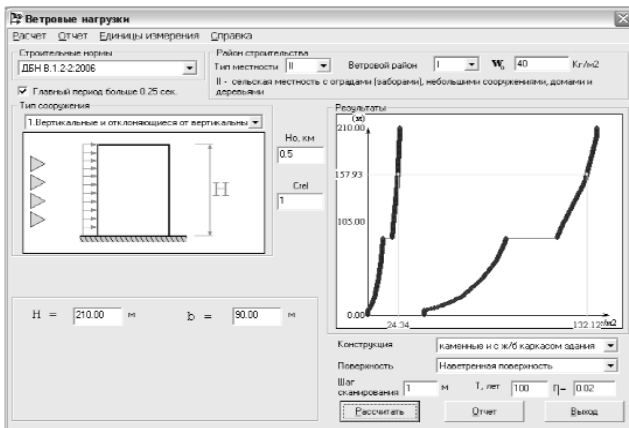 Ветровые нагрузки
Расчет Отчет Единицы измерения Справка
Строительные нормы
ДБН В.1.2-2:2006
Главный период больше 0.25 сек.
Район строительства
Тип местности II Ветровой район I W₀ 40 Кг/м2
II - сельская местность с оградами (заборами), небольшими сооружениями, домами и
деревьями
Тип сооружения
1.Вертикальные и отклоняющиеся от вертикальны
H
Ho, км
0.5
Crel
1
H = 210.00 м b = 90.00 м
Результаты
(м)
210.00
157.93
105.00
0.00
24.34 132.12 /м2
Конструкция каменные и с ж/б каркасом здания
Поверхность Наветренная поверхность
Шаг
сканирования 1 м T, лет 100 η= 0.02
Рассчитать Отчет Выход